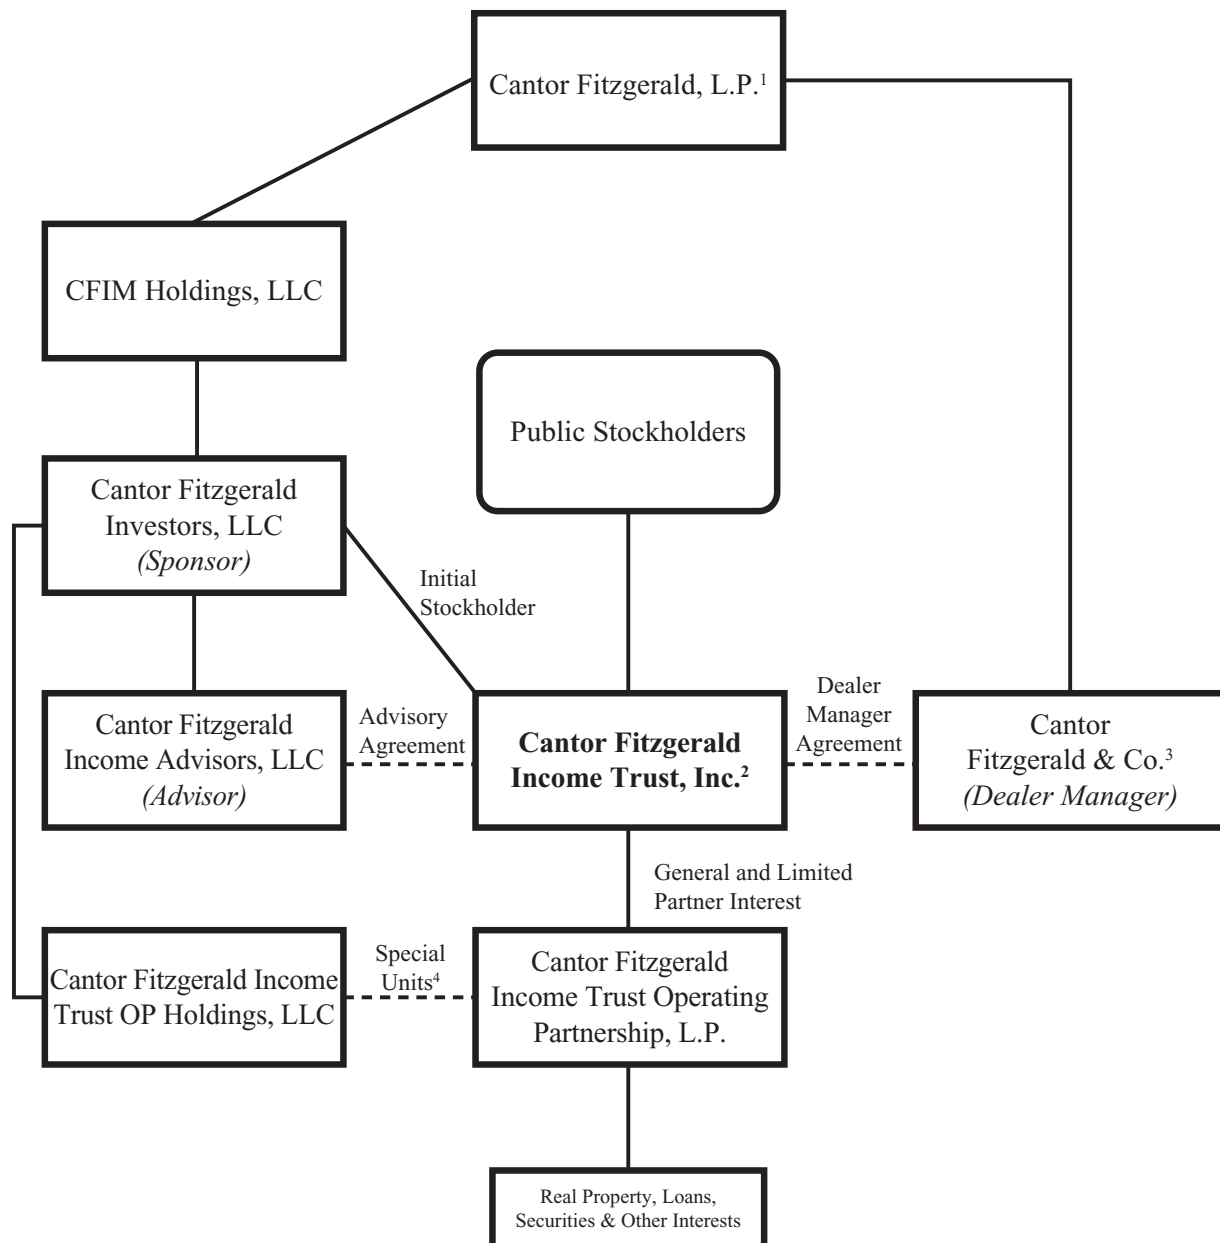 Cantor Fitzgerald, L.P.¹
CFIM Holdings, LLC
Public Stockholders
Cantor Fitzgerald
Investors, LLC
(Sponsor)
Initial
Stockholder
Cantor Fitzgerald
Income Advisors, LLC
(Advisor)
Advisory
Agreement
Cantor Fitzgerald
Income Trust, Inc.²
Dealer
Manager
Agreement
Cantor
Fitzgerald & Co.³
(Dealer Manager)
General and Limited
Partner Interest
Cantor Fitzgerald Income
Trust OP Holdings, LLC
Special
Units⁴
Cantor Fitzgerald
Income Trust Operating
Partnership, L.P.
Real Property, Loans,
Securities & Other Interests